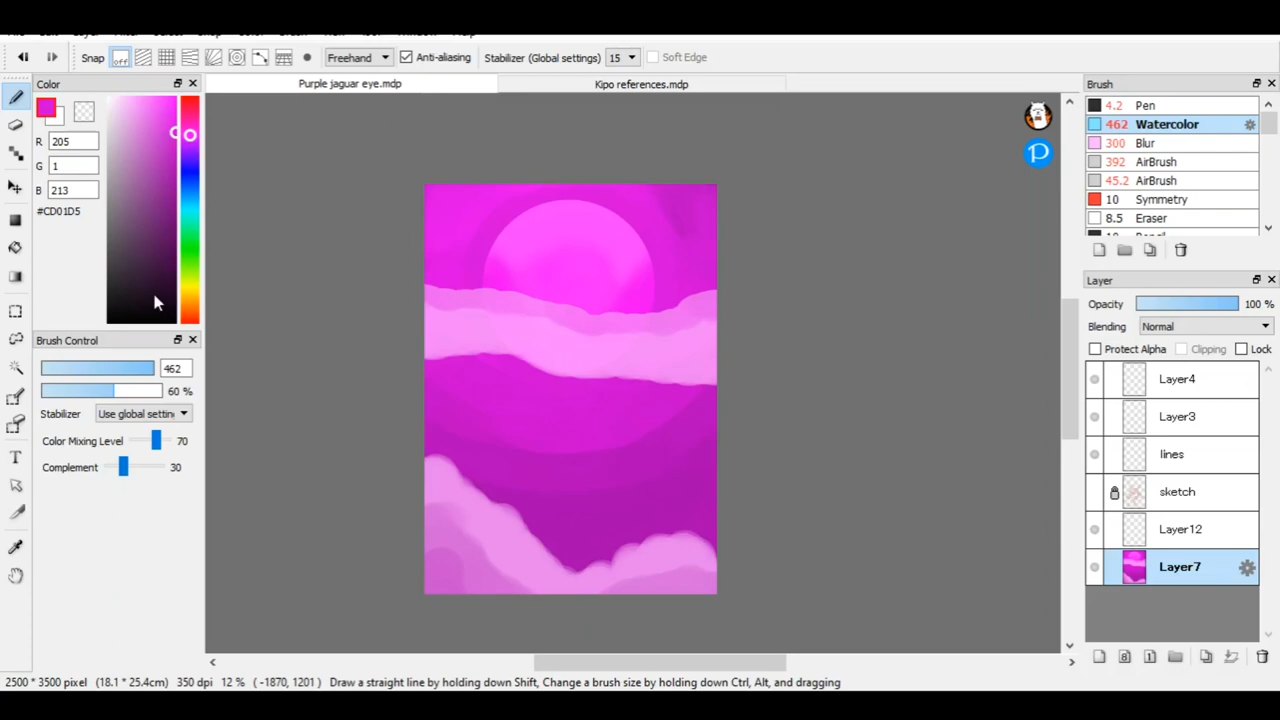 Snap
off
Freehand
Anti-aliasing
Stabilizer (Global settings)
15
Soft Edge
Color
Purple jaguar eye.mdp
Kipo references.mdp
Brush
R
205
G
1
B
213
#CD01D5
4.2 Pen
462 Watercolor
300 Blur
392 AirBrush
45.2 AirBrush
10 Symmetry
8.5 Eraser
Brush Control
462
60 %
Stabilizer
Use global settin
Color Mixing Level
70
Complement
30
Layer
Opacity
100 %
Blending
Normal
Protect Alpha
Clipping
Lock
Layer4
Layer3
lines
sketch
Layer12
Layer7
2500 * 3500 pixel (18.1 * 25.4cm) 350 dpi 12 % ( -1870, 1201 ) Draw a straight line by holding down Shift, Change a brush size by holding down Ctrl, Alt, and dragging